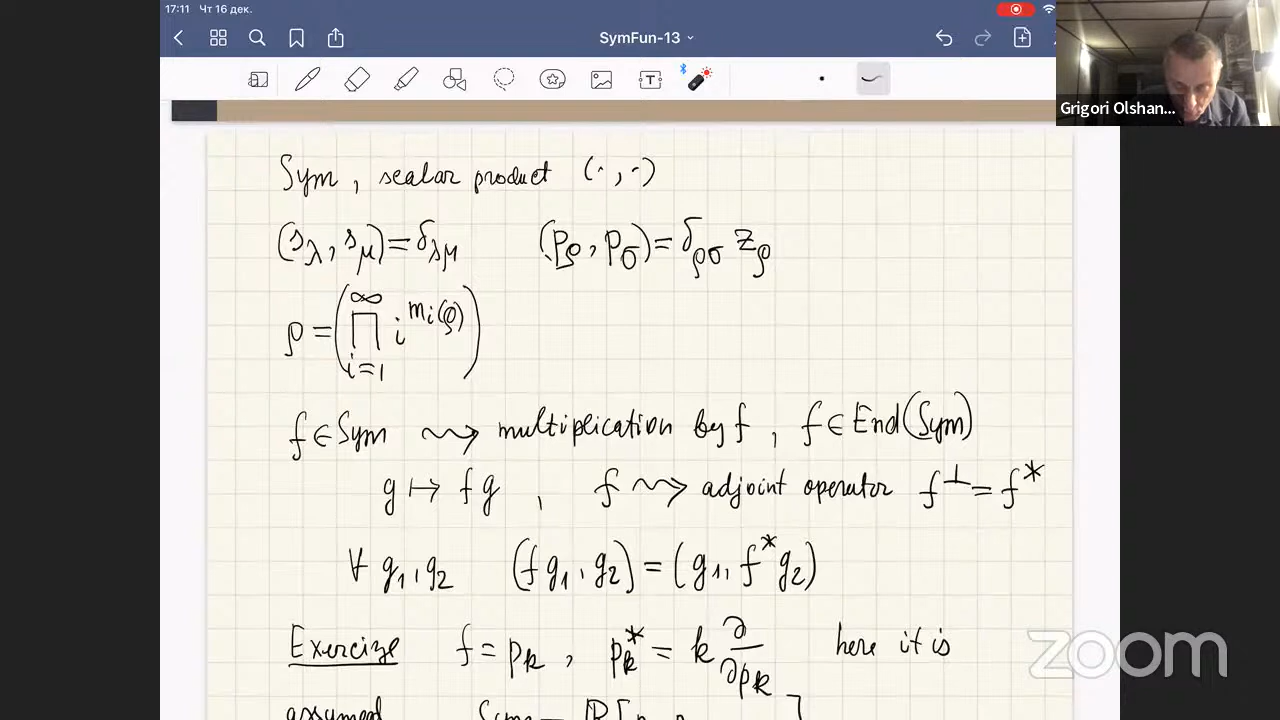 17:11 Чт 16 дек.
SymFun-13
Grigori Olshan...
Sym, scalar product (·,·)
(s_λ, s_μ) = δ_λμ (p_ρ, p_σ) = δ_ρσ z_ρ
ρ = (∏_{i=1}^{∞} i^{m_i(ρ)})
f ∈ Sym ⇝ multiplication by f, f ∈ End(Sym)
g ↦ fg, f ⇝ adjoint operator f^⊥ = f^*
∀ g_1, g_2 (f g_1, g_2) = (g_1, f^* g_2)
Exercize f = p_k, p_k^* = k ∂/∂p_k here it is
assumed
zoom